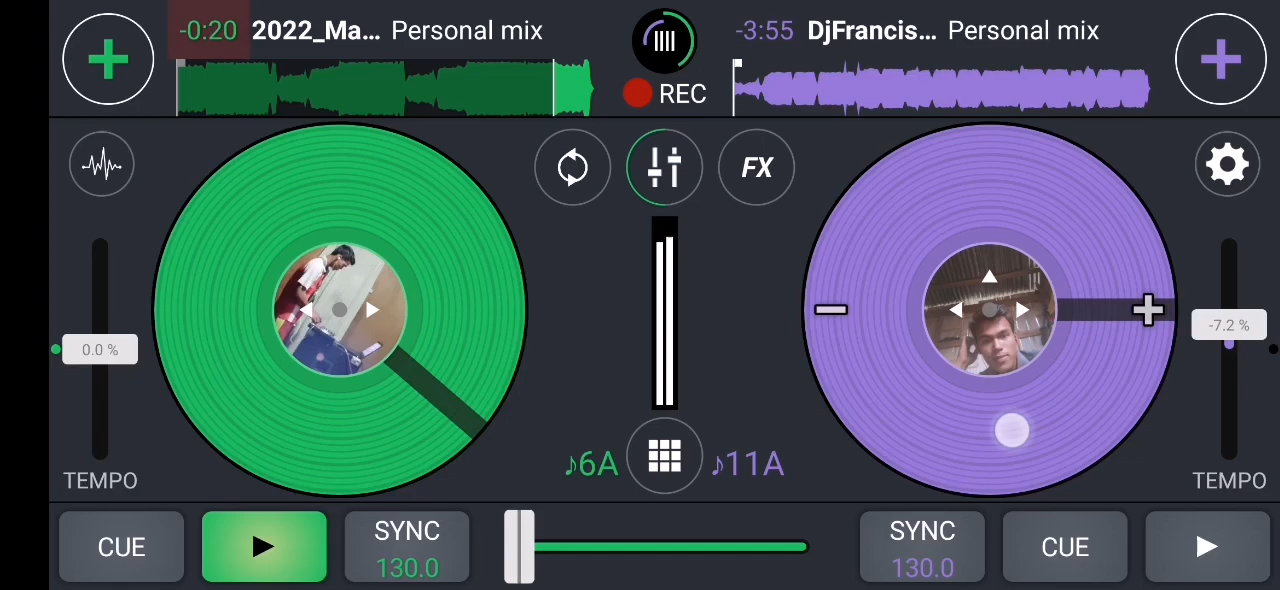 -0:20 2022_Ma... Personal mix
-3:55 DjFrancis... Personal mix
REC
FX
0.0 %
-7.2 %
TEMPO
♪6A
♪11A
TEMPO
CUE
SYNC
130.0
SYNC
130.0
CUE